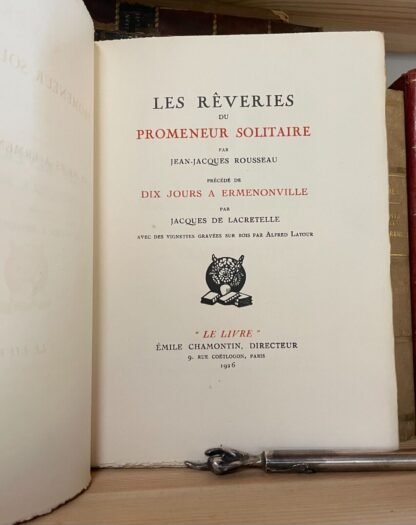 LES RÊVERIES
DU
PROMENEUR SOLITAIRE
PAR
JEAN-JACQUES ROUSSEAU
PRÉCÉDÉ DE
DIX JOURS A ERMENONVILLE
PAR
JACQUES DE LACRETELLE
AVEC DES VIGNETTES GRAVÉES SUR BOIS PAR ALFRED LATOUR
" LE LIVRE "
ÉMILE CHAMONTIN, DIRECTEUR
9, RUE COËTLOGON, PARIS
1926